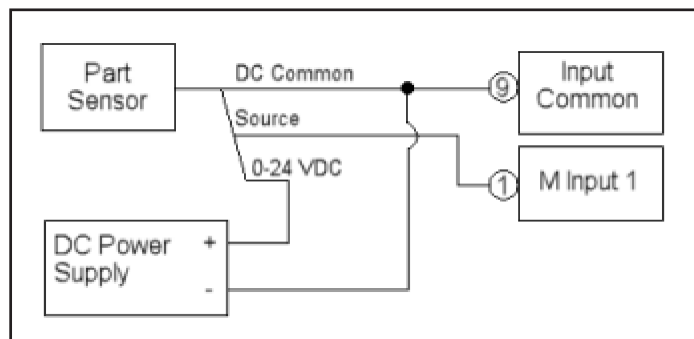 Part
Sensor
DC Common
9
Input
Common
Source
1
M Input 1
0-24 VDC
DC Power
Supply
+
-